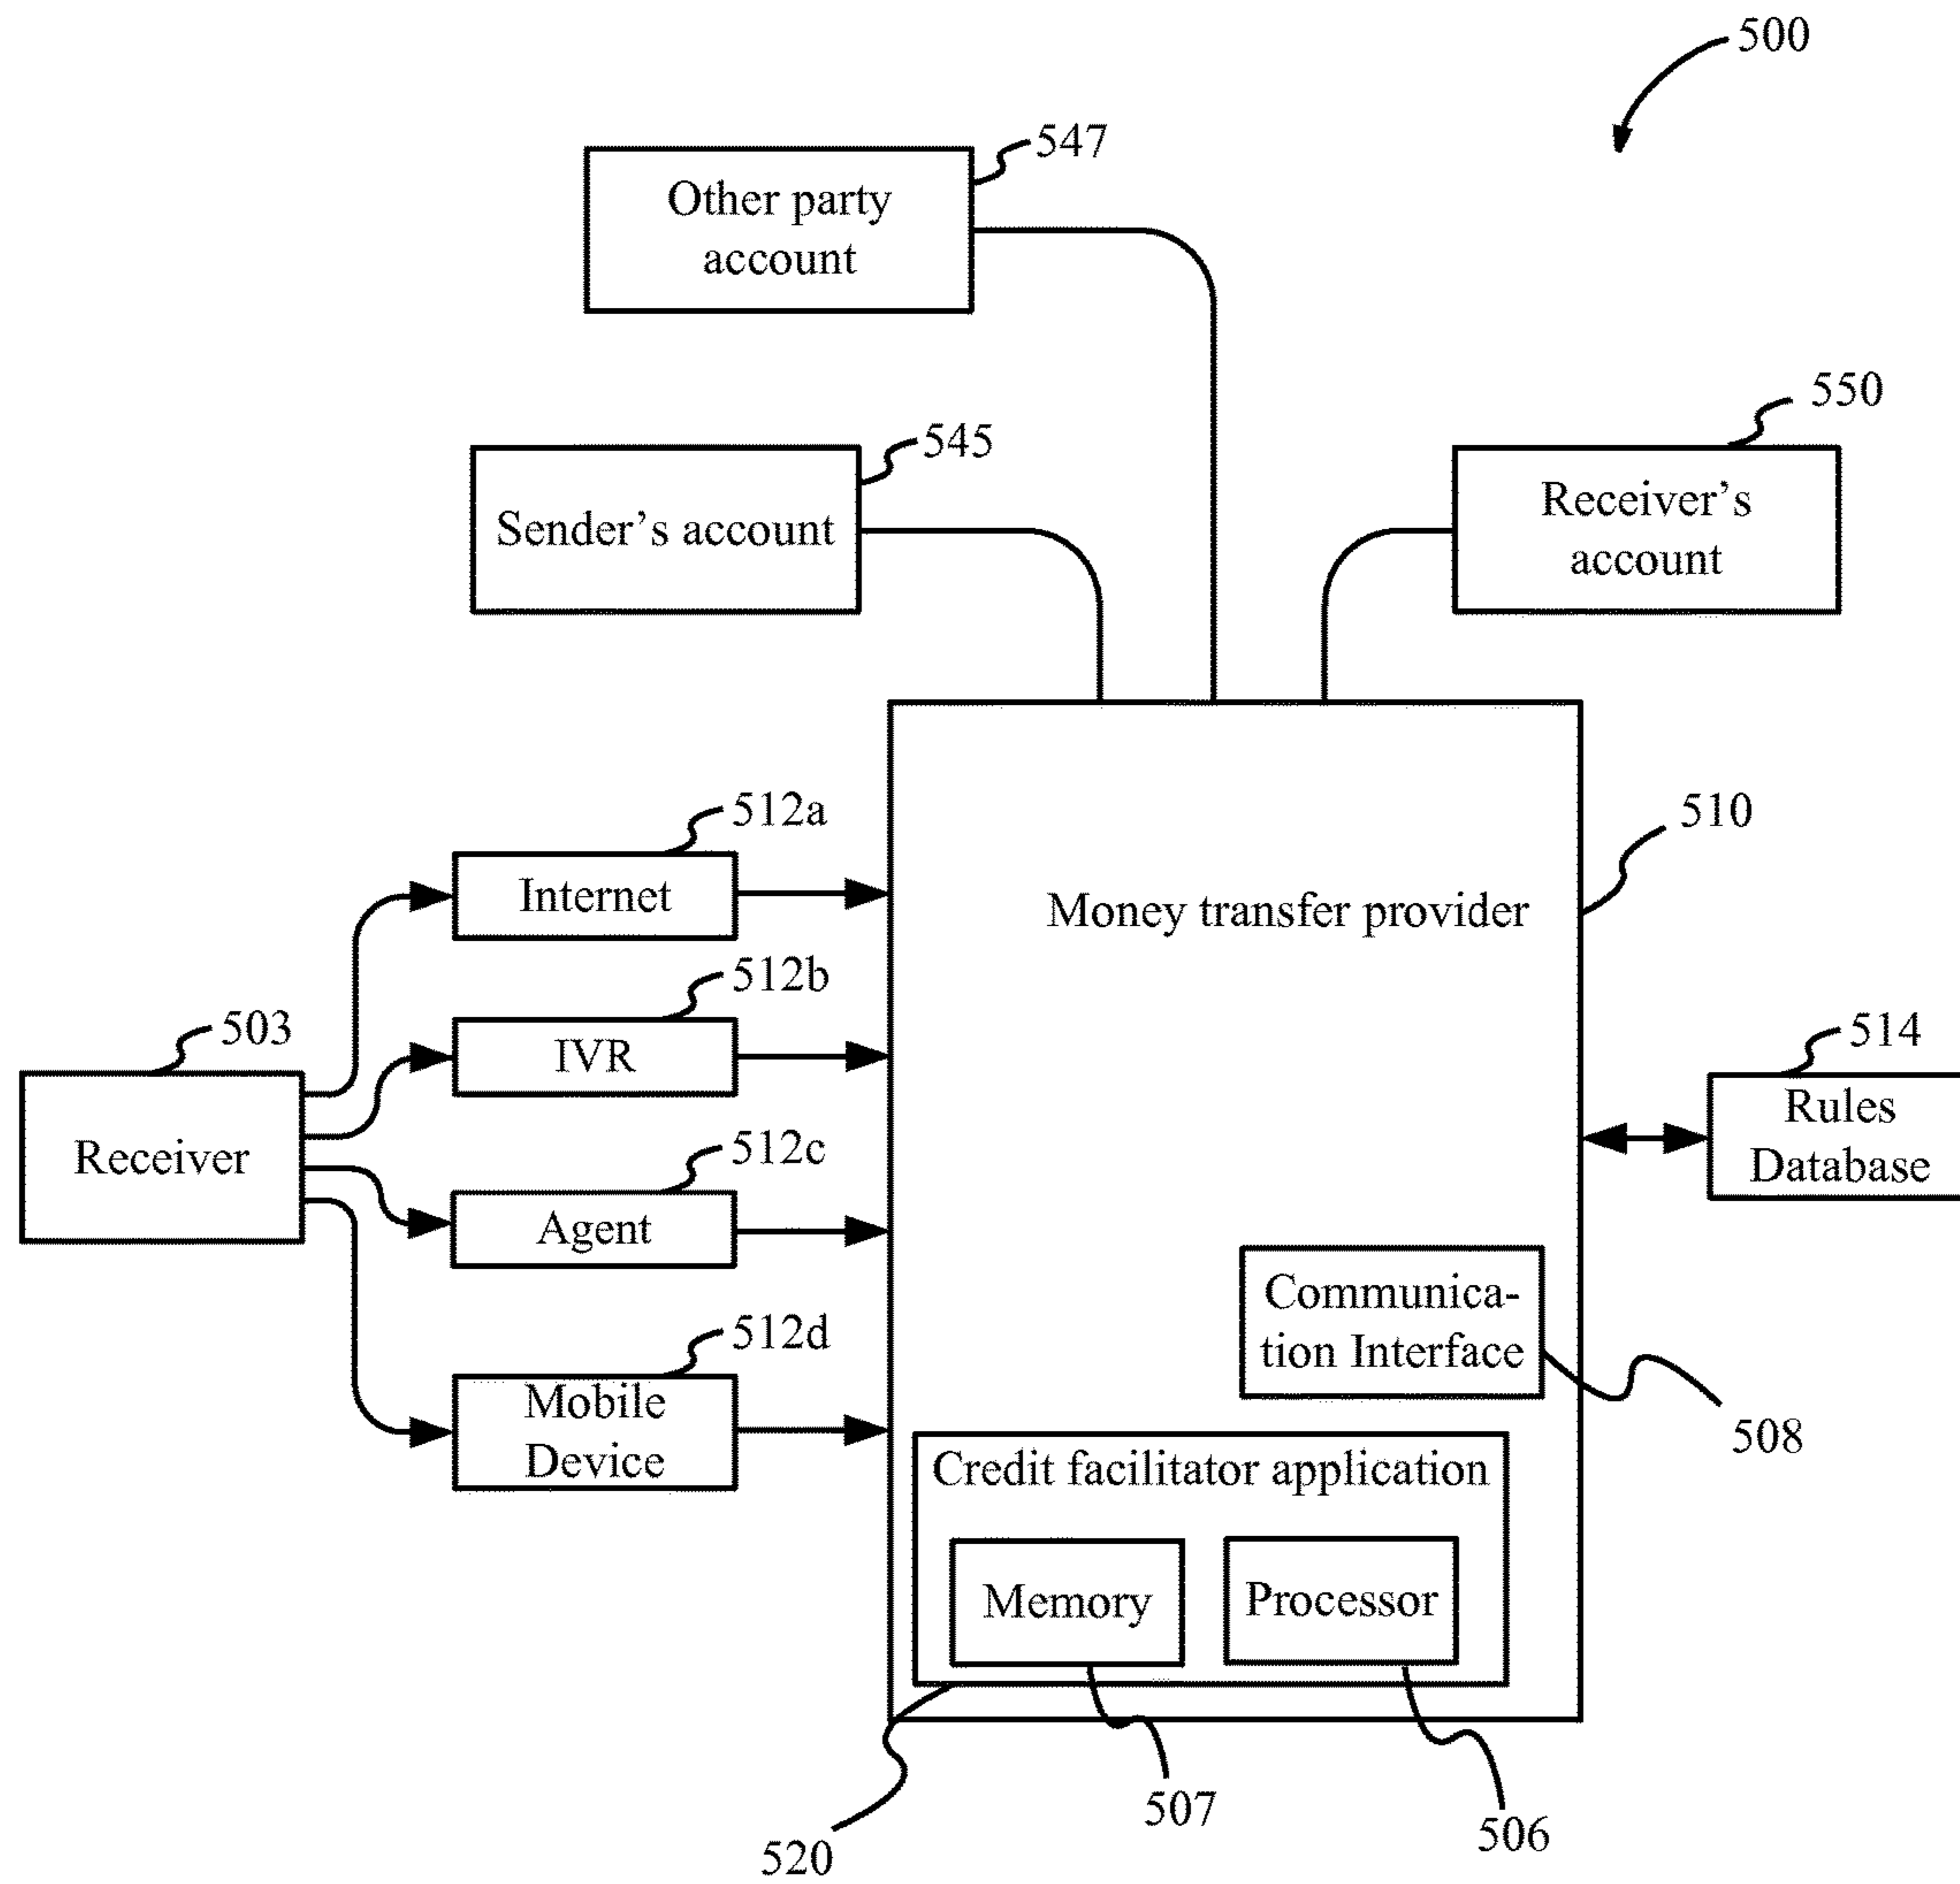 500
547
Other party
account
550
545
Sender’s account
Receiver’s
account
512a
510
Internet
Money transfer provider
512b
503
IVR
514
Receiver
Rules
Database
512c
Agent
Communica-
tion Interface
512d
Mobile
Device
508
Credit facilitator application
Memory
Processor
507
506
520